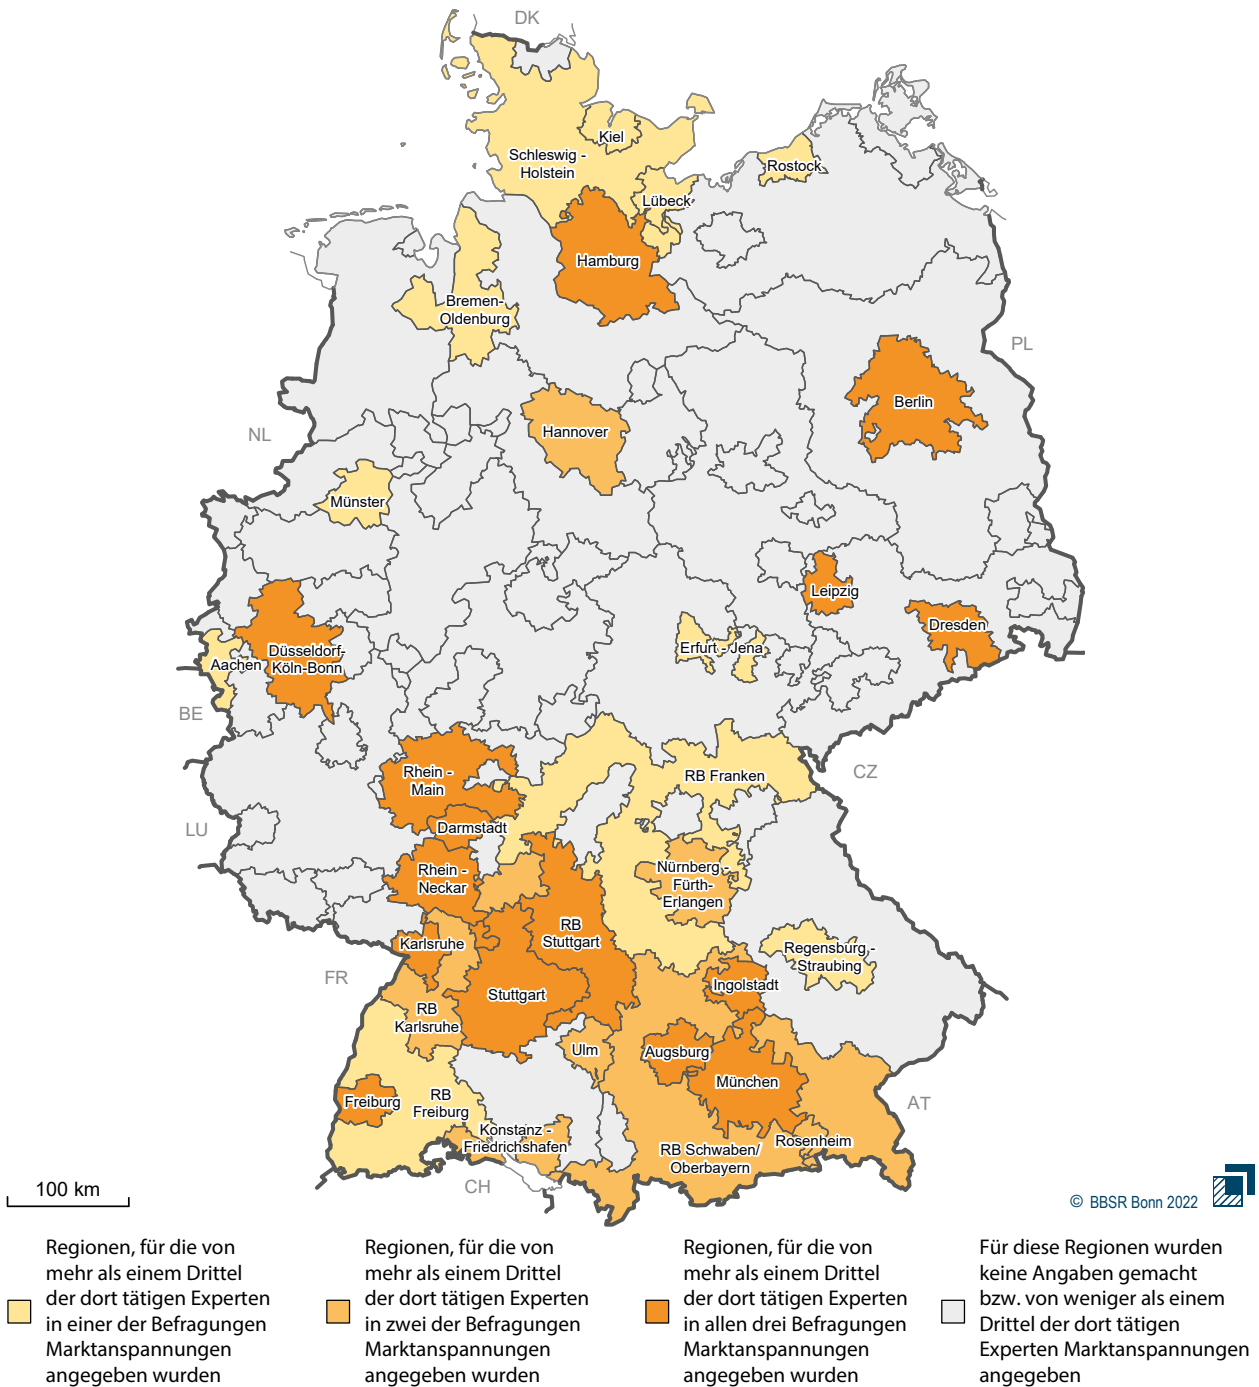 DK
Kiel
Schleswig -
Holstein
Rostock
Lübeck
Hamburg
Bremen-
Oldenburg
PL
Berlin
Hannover
NL
Münster
Leipzig
Dresden
Düsseldorf-
Köln-Bonn
Aachen
Erfurt - Jena
BE
Rhein -
Main
RB Franken
CZ
LU
Darmstadt
Rhein -
Neckar
Nürnberg -
Fürth-
Erlangen
RB
Stuttgart
Karlsruhe
Regensburg -
Straubing
FR
Ingolstadt
Stuttgart
RB
Karlsruhe
Ulm
Augsburg
München
Freiburg
RB
Freiburg
AT
Konstanz -
Friedrichshafen
Rosenheim
RB Schwaben/
Oberbayern
CH
100 km
© BBSR Bonn 2022
Regionen, für die von
mehr als einem Drittel
der dort tätigen Experten
in einer der Befragungen
Marktanspannungen
angegeben wurden
Regionen, für die von
mehr als einem Drittel
der dort tätigen Experten
in zwei der Befragungen
Marktanspannungen
angegeben wurden
Regionen, für die von
mehr als einem Drittel
der dort tätigen Experten
in allen drei Befragungen
Marktanspannungen
angegeben wurden
Für diese Regionen wurden
keine Angaben gemacht
bzw. von weniger als einem
Drittel der dort tätigen
Experten Marktanspannungen
angegeben